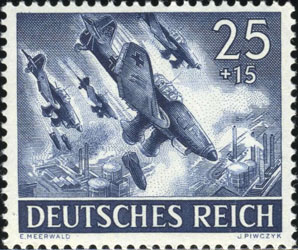 25
+15
DEUTSCHES REICH
E.MEERWALD
J.PIWCZYK